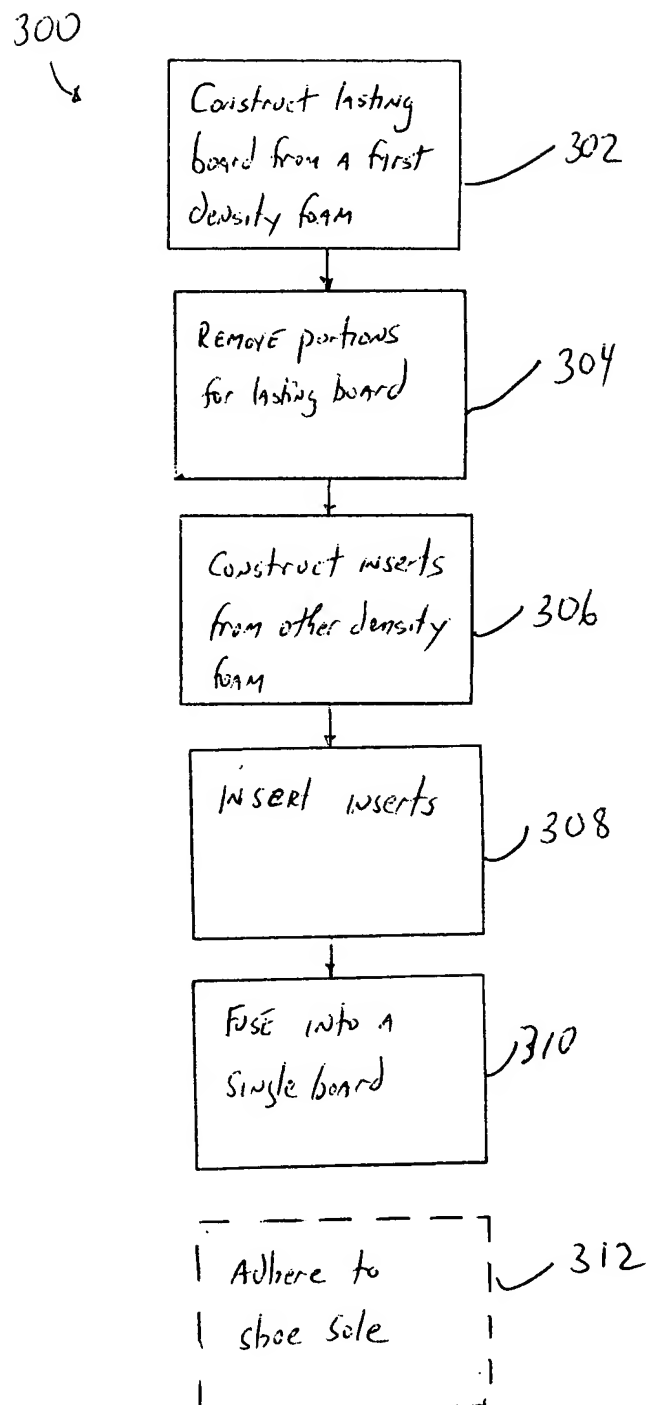 300
Construct lasting
board from a first
density foam
302
REMOVE portions
for lasting board
304
Construct inserts
from other density
foam
306
INSERT inserts
308
FUSE INTO A
Single board
310
Adhere to
shoe sole
312